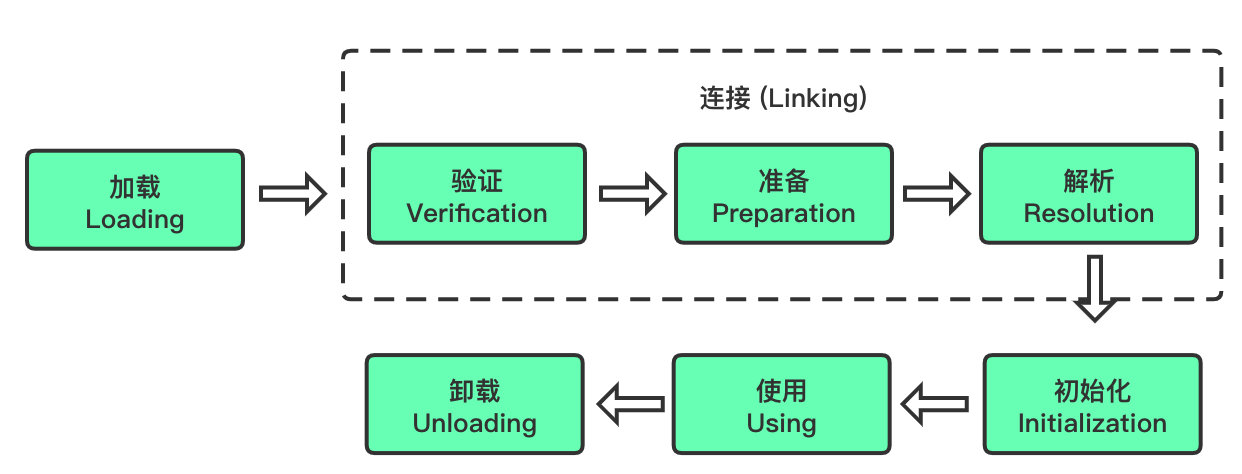 连接 (Linking)
加载
Loading
验证
Verification
准备
Preparation
解析
Resolution
初始化
Initialization
使用
Using
卸载
Unloading